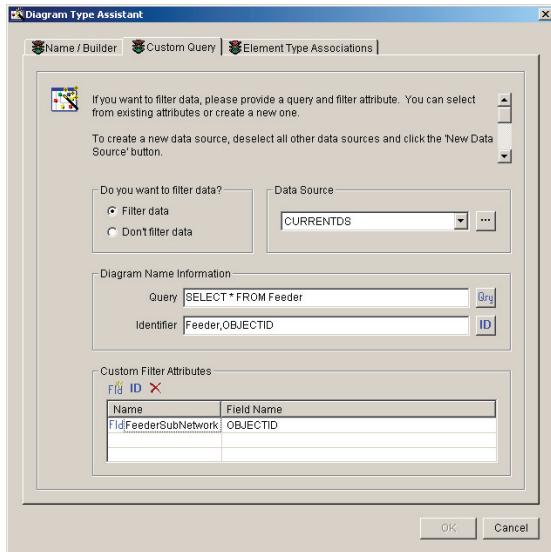 Diagram Type Assistant
Name / Builder
Custom Query
Element Type Associations
If you want to filter data, please provide a query and filter attribute. You can select
from existing attributes or create a new one.
To create a new data source, deselect all other data sources and click the 'New Data
Source' button.
Do you want to filter data?
Filter data
Don't filter data
Data Source
CURRENTDS
...
Diagram Name Information
Query SELECT * FROM Feeder Qry
Identifier Feeder,OBJECTID ID
Custom Filter Attributes
Fld ID
Name Field Name
Fld FeederSubNetwork OBJECTID
OK Cancel